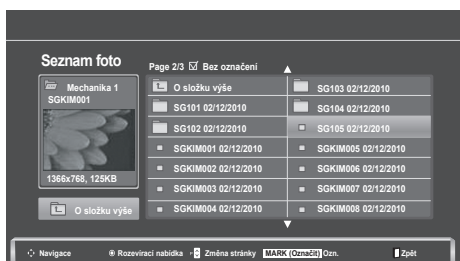 Seznam foto
Page 2/3 ☑ Bez označení
Mechanika 1
SGKIM001
1366x768, 125KB
O složku výše
O složku výše
SG101 02/12/2010
SG102 02/12/2010
SGKIM001 02/12/2010
SGKIM002 02/12/2010
SGKIM003 02/12/2010
SGKIM004 02/12/2010
SG103 02/12/2010
SG104 02/12/2010
SG105 02/12/2010
SGKIM005 02/12/2010
SGKIM006 02/12/2010
SGKIM007 02/12/2010
SGKIM008 02/12/2010
Navigace Rozevírací nabídka P Změna stránky MARK (Označit) Ozn. Zpět